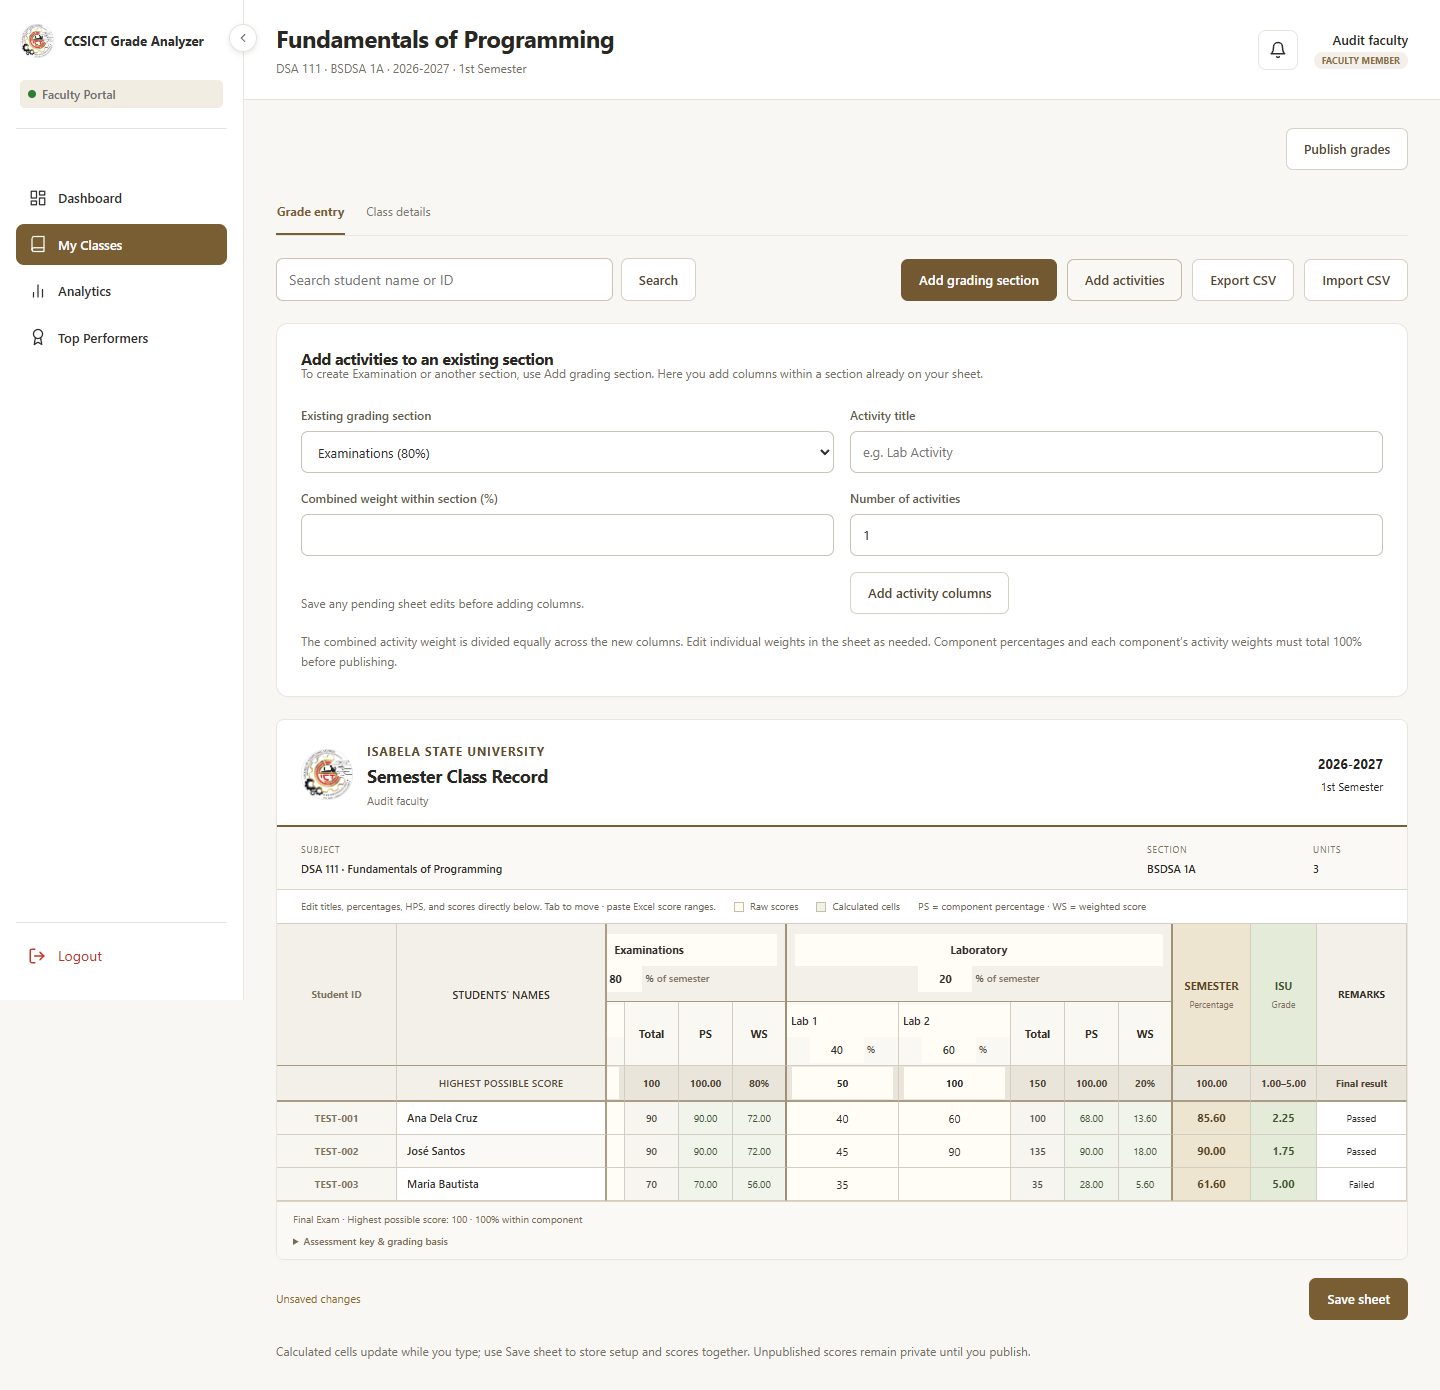 CCSICT Grade Analyzer
Faculty Portal
Dashboard
My Classes
Analytics
Top Performers
Logout
Fundamentals of Programming
DSA 111 · BSDSA 1A · 2026-2027 · 1st Semester
Audit faculty
FACULTY MEMBER
Publish grades
Grade entry Class details
Search student name or ID Search Add grading section Add activities Export CSV Import CSV
Add activities to an existing section
To create Examination or another section, use Add grading section. Here you add columns within a section already on your sheet.
Existing grading section Activity title
Examinations (80%) e.g. Lab Activity
Combined weight within section (%) Number of activities
1
Save any pending sheet edits before adding columns. Add activity columns
The combined activity weight is divided equally across the new columns. Edit individual weights in the sheet as needed. Component percentages and each component's activity weights must total 100%
before publishing.
ISABELA STATE UNIVERSITY
Semester Class Record
Audit faculty
2026-2027
1st Semester
SUBJECT SECTION UNITS
DSA 111 · Fundamentals of Programming BSDSA 1A 3
Edit titles, percentages, HPS, and scores directly below. Tab to move · paste Excel score ranges. Raw scores Calculated cells PS = component percentage · WS = weighted score
Examinations Laboratory
80 % of semester 20 % of semester
Student ID STUDENTS' NAMES SEMESTER Percentage ISU Grade REMARKS
Total PS WS Lab 1 40 % Lab 2 60 % Total PS WS
HIGHEST POSSIBLE SCORE 100 100.00 80% 50 100 150 100.00 20% 100.00 1.00–5.00 Final result
TEST-001 Ana Dela Cruz 90 90.00 72.00 40 60 100 68.00 13.60 85.60 2.25 Passed
TEST-002 José Santos 90 90.00 72.00 45 90 135 90.00 18.00 90.00 1.75 Passed
TEST-003 Maria Bautista 70 70.00 56.00 35 35 28.00 5.60 61.60 5.00 Failed
Final Exam · Highest possible score: 100 · 100% within component
Assessment key & grading basis
Unsaved changes Save sheet
Calculated cells update while you type; use Save sheet to store setup and scores together. Unpublished scores remain private until you publish.